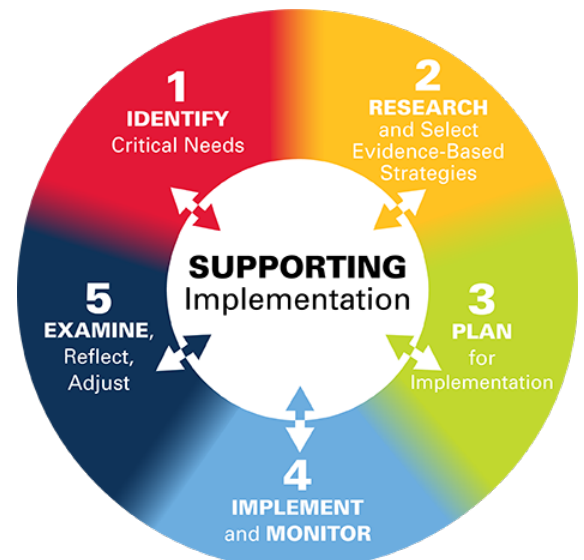 1
IDENTIFY
Critical Needs
2
RESEARCH
and Select
Evidence-Based
Strategies
3
PLAN
for
Implementation
4
IMPLEMENT
and MONITOR
5
EXAMINE,
Reflect,
Adjust
SUPPORTING
Implementation